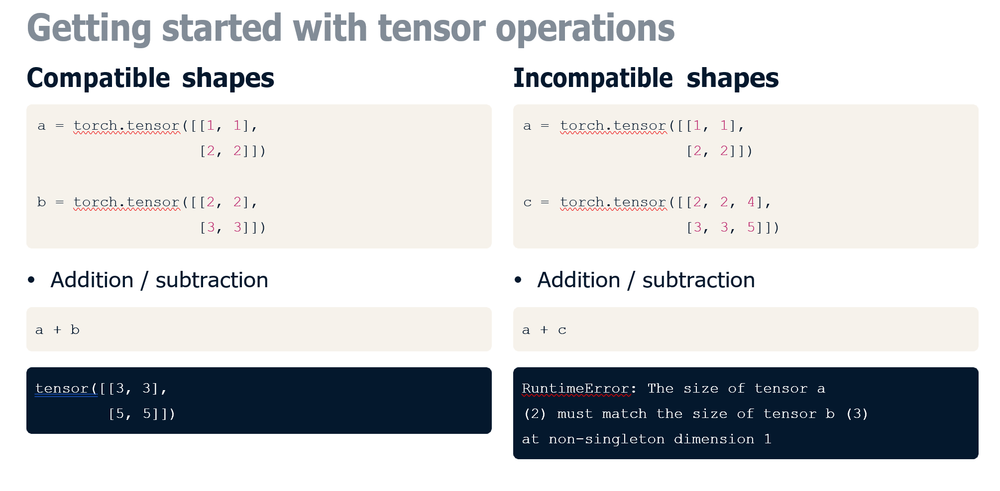 Getting started with tensor operations
Compatible shapes
a = torch.tensor([[1, 1],
[2, 2]])
b = torch.tensor([[2, 2],
[3, 3]])
• Addition / subtraction
a + b
tensor([[3, 3],
[5, 5]])
Incompatible shapes
a = torch.tensor([[1, 1],
[2, 2]])
c = torch.tensor([[2, 2, 4],
[3, 3, 5]])
• Addition / subtraction
a + c
RuntimeError: The size of tensor a
(2) must match the size of tensor b (3)
at non-singleton dimension 1